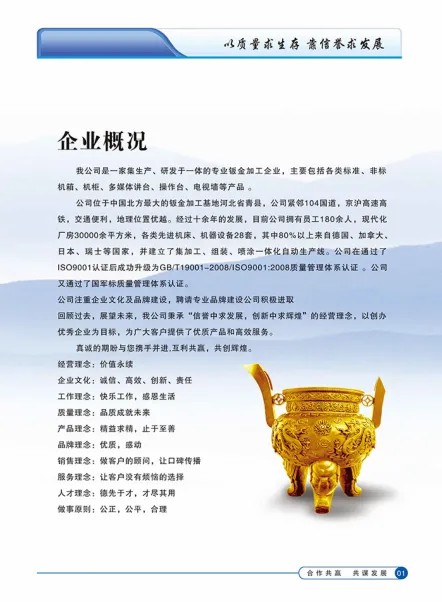 以质量求生存 靠信誉求发展
企业概况
我公司是一家集生产、研发于一体的专业钣金加工企业，主要包括各类标准、非标
机箱、机柜、多媒体讲台、操作台、电视墙等产品 。
公司位于中国北方最大的钣金加工基地河北省青县，公司紧邻104国道，京沪高速高
铁，交通便利，地理位置优越。经过十余年的发展，目前公司拥有员工180余人，现代化
厂房30000余平方米，各类先进机床、机器设备28套，其中80%以上来自德国、加拿大、
日本、瑞士等国家，并建立了集加工、组装、喷涂一体化自动生产线。公司在通过了
ISO9001认证后成功升级为GB/T19001-2008/ISO9001:2008质量管理体系认证 。公司
又通过了国军标质量管理体系认证。
公司注重企业文化及品牌建设，聘请专业品牌建设公司积极进取
回顾过去，展望未来，我公司秉承“信誉中求发展，创新中求辉煌”的经营理念，以创办
优秀企业为目标，为广大客户提供了优质产品和高效服务。
真诚的期盼与您携手并进,互利共赢，共创辉煌。
经营理念：价值永续
企业文化：诚信、高效、创新、责任
工作理念：快乐工作，感恩生活
质量理念：品质成就未来
产品理念：精益求精，止于至善
品牌理念：优质，感动
销售理念：做客户的顾问，让口碑传播
服务理念：让客户没有烦恼的选择
人才理念：德先于才，才尽其用
做事原则：公正，公平，合理
合作共赢 共谋发展 01